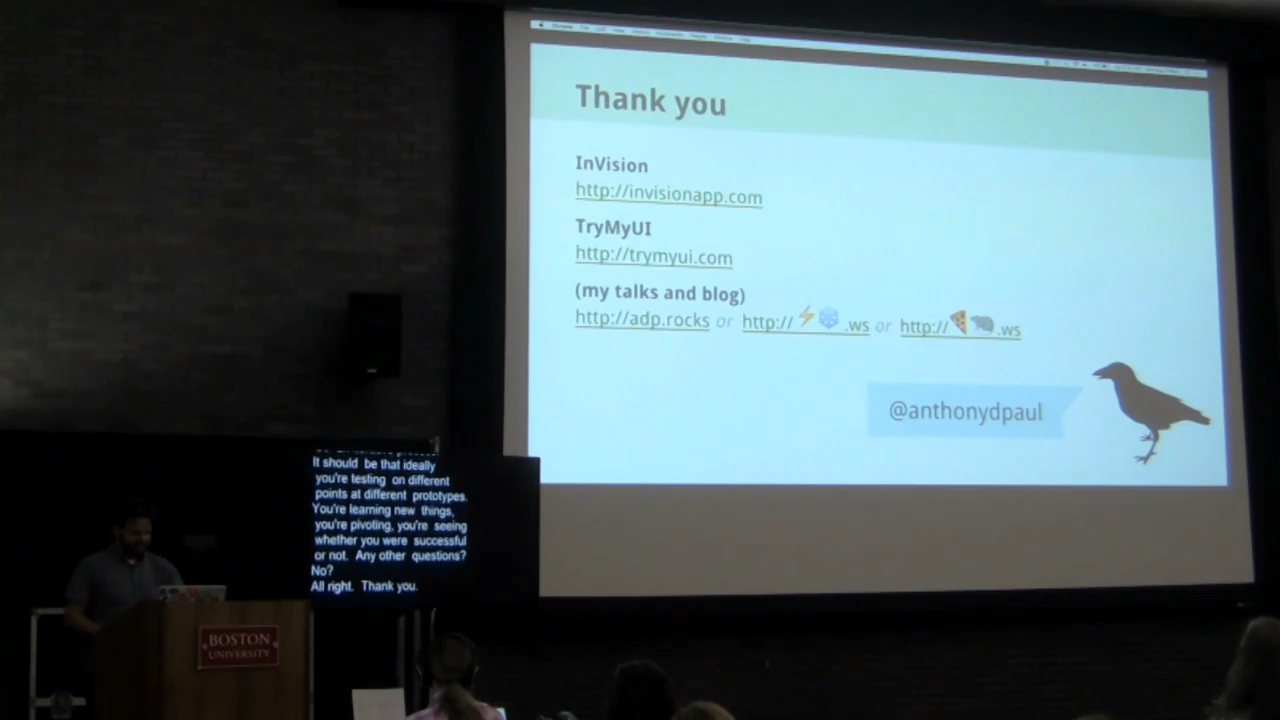 Thank you
InVision
http://invisionapp.com
TryMyUI
http://trymyui.com
(my talks and blog)
http://adp.rocks or http://⚡❄.ws or http://🍕🐀.ws
@anthonydpaul
It should be that ideally
you're testing on different
points at different prototypes.
You're learning new things,
you're pivoting, you're seeing
whether you were successful
or not. Any other questions?
No?
All right. Thank you.
BOSTON
UNIVERSITY